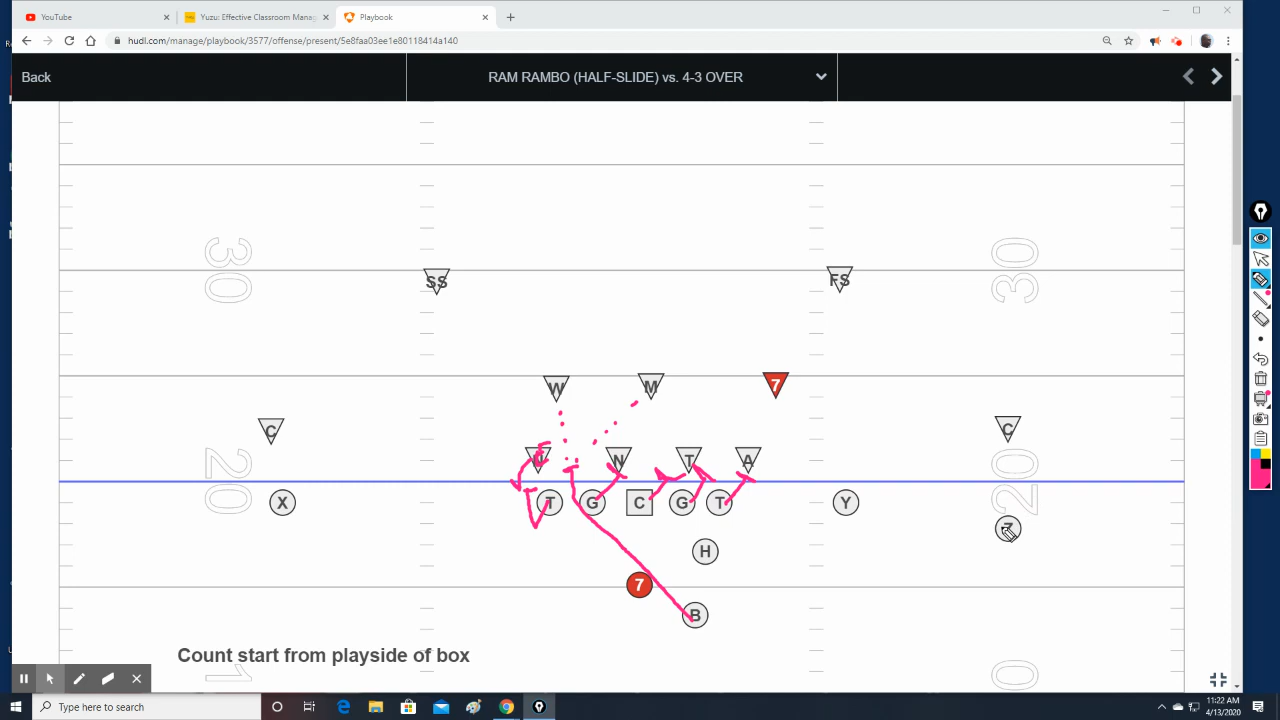 YouTube
Yuzu: Effective Classroom Manag
Playbook
hudl.com/manage/playbook/3577/offense/present/5e8faa03ee1e80118414a140
Back
RAM RAMBO (HALF-SLIDE) vs. 4-3 OVER
30
30
SS
FS
W
M
7
C
C
20
20
N
T
A
X
T
G
C
G
T
Y
Z
H
7
B
Count start from playside of box
1
0
Type here to search
11:22 AM
4/13/2020